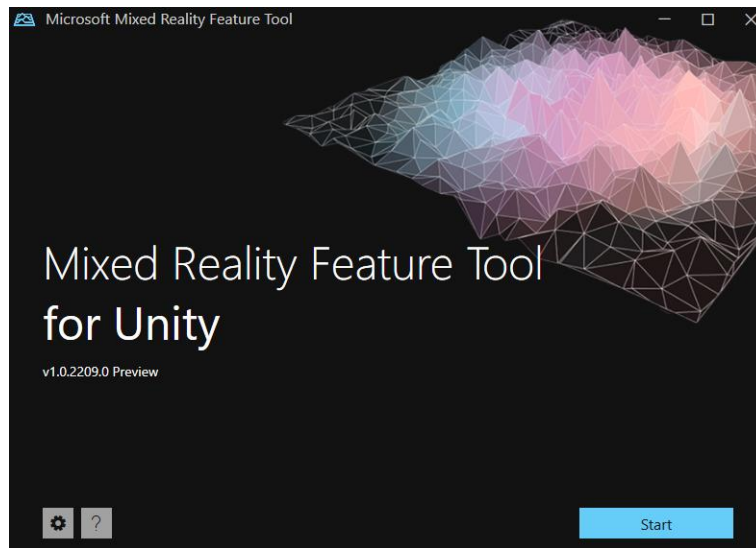 Microsoft Mixed Reality Feature Tool
Mixed Reality Feature Tool
for Unity
v1.0.2209.0 Preview
?
Start